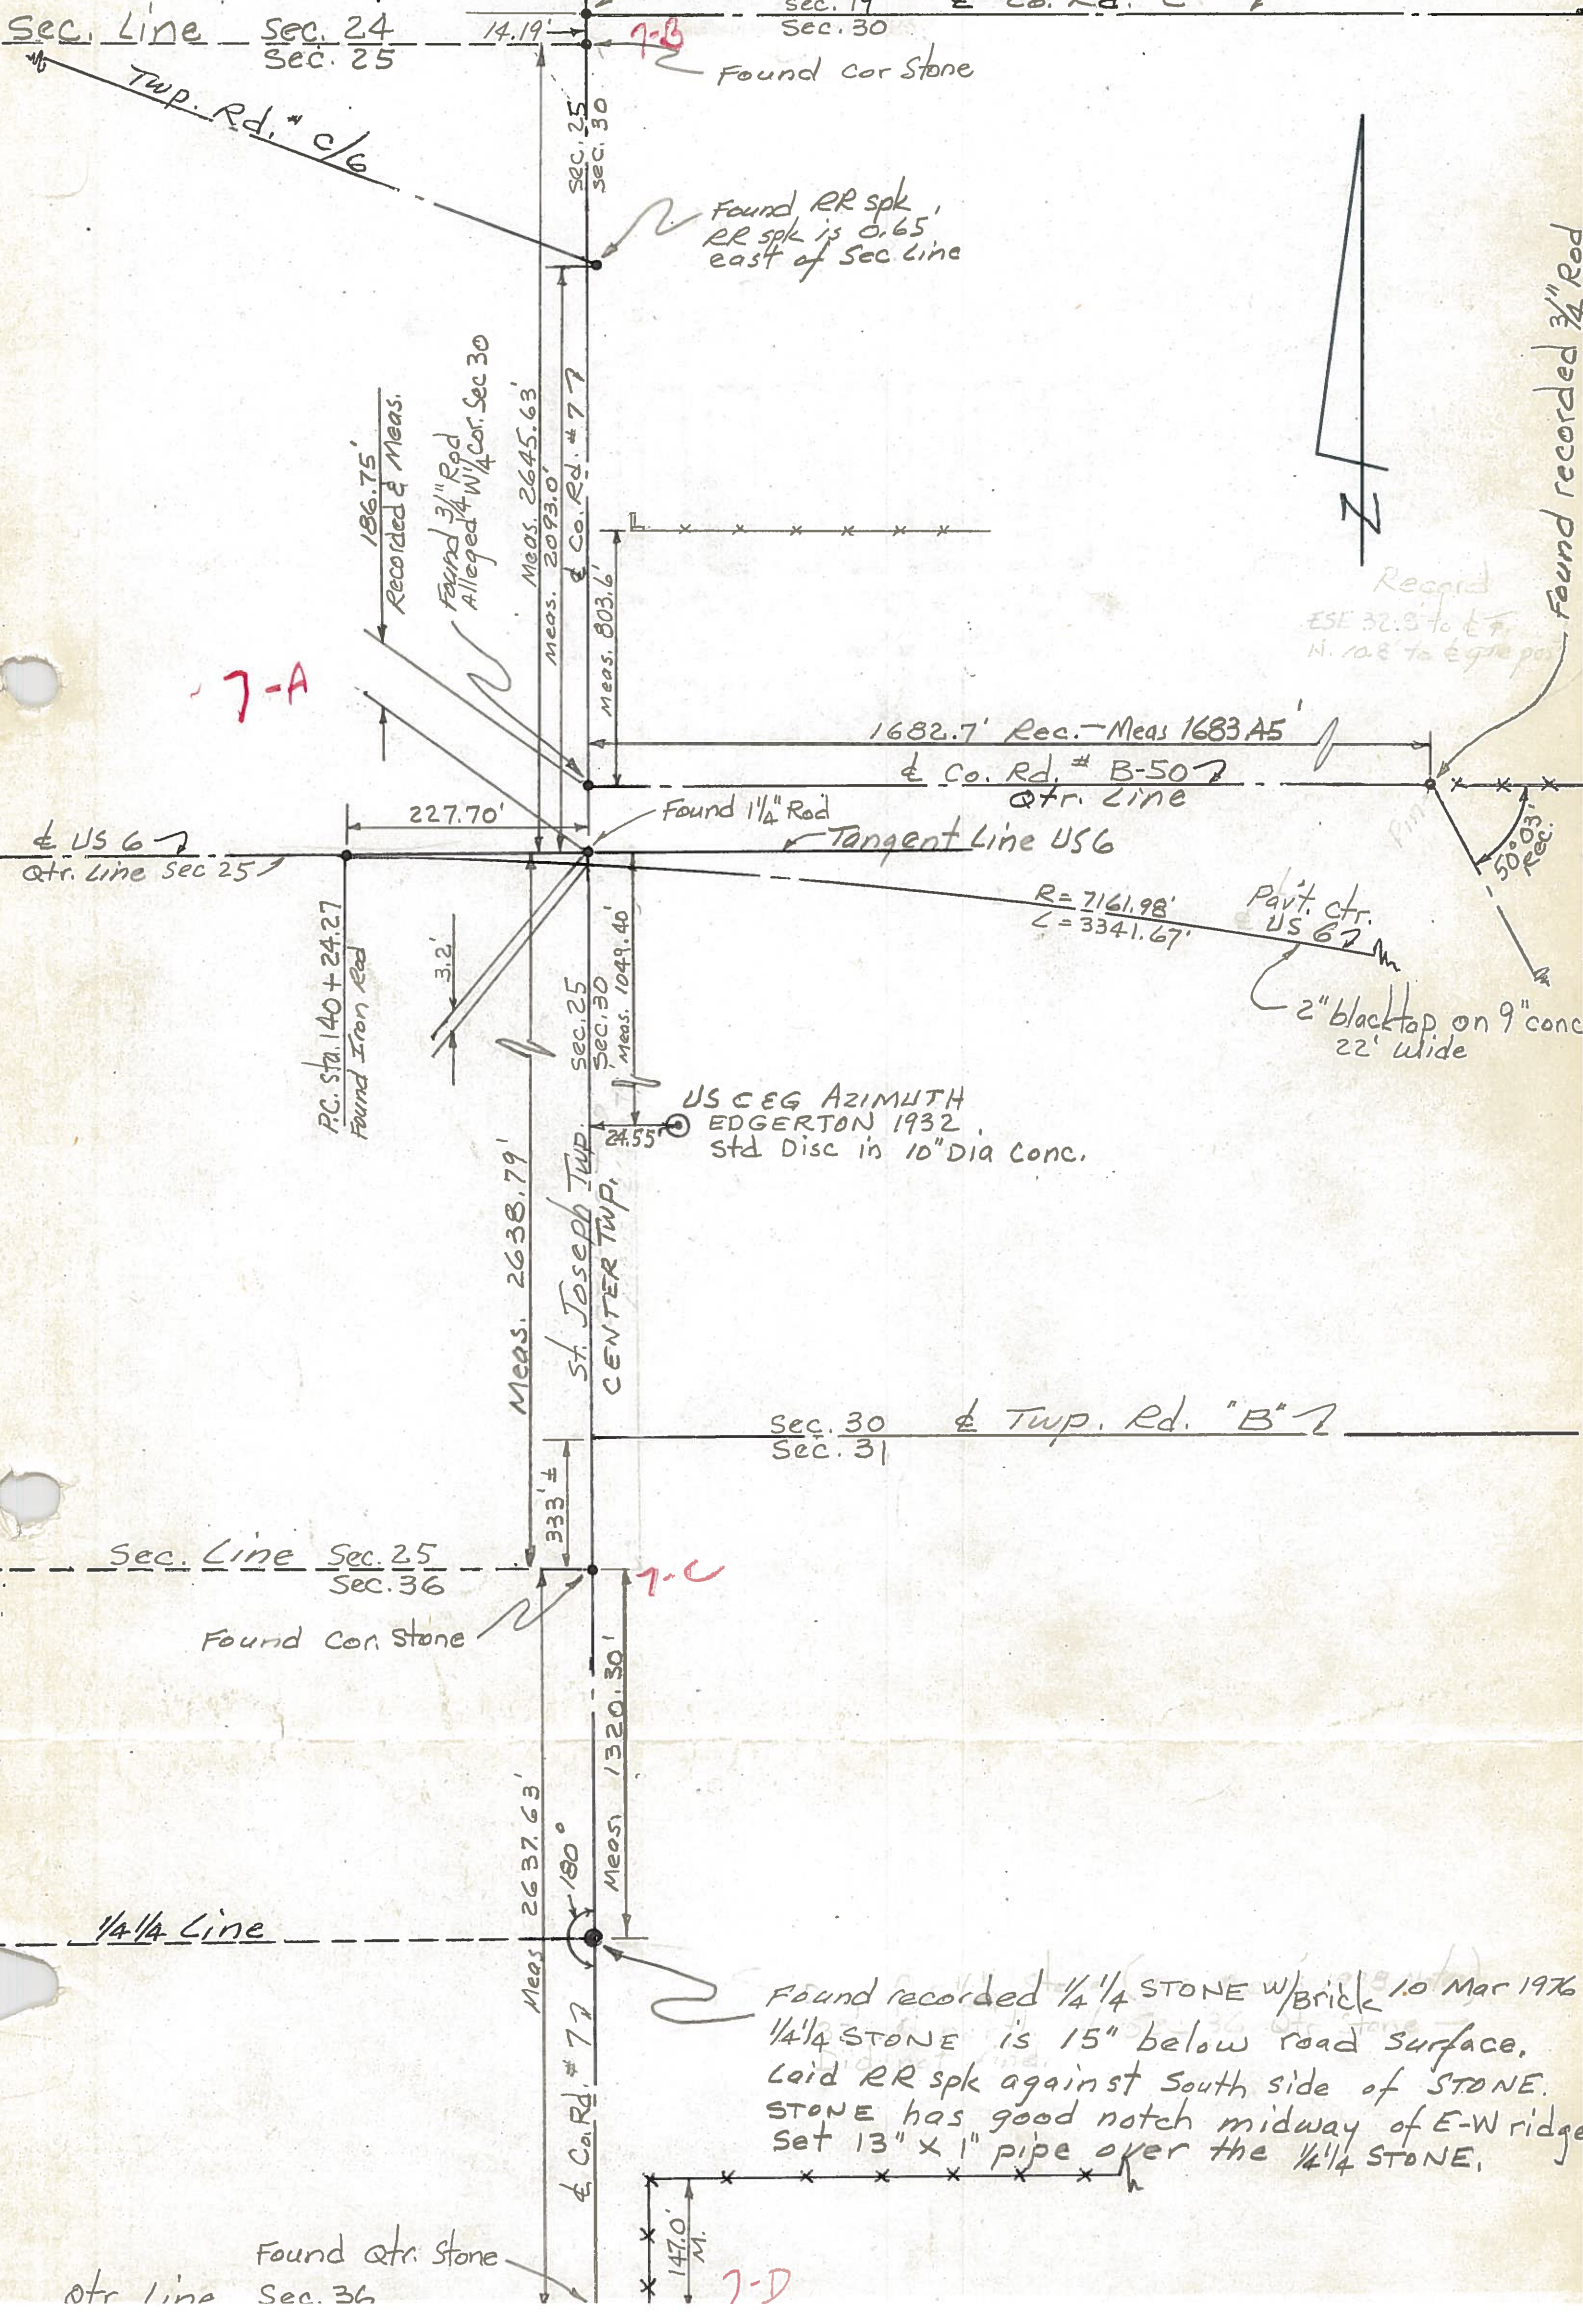 Sec. 19
Sec. 30
Sec. Line Sec. 24
Sec. 25
14.19'
7-B
Found Cor Stone
Twp. Rd. # C/6
Sec. 25
Sec. 30
Found RR spk
RR spk is 0.65'
east of Sec Line
186.75'
Recorded & Meas.
Found 3/4" Rod
Alleged W 1/4 Cor. Sec 30
Meas. 2645.63'
Meas. 2093.0'
℄ Co. Rd. #7
Meas. 803.6'
N
Record
Found recorded 3/4" Rod
7-A
1682.7' Rec.—Meas 1683.45'
℄ Co. Rd. # B-50
Qtr. Line
227.70'
Found 1 1/4" Rod
℄ US 6
Qtr. Line Sec 25
Tangent Line US 6
50°03'
Rec.
R = 7161.98'
L = 3341.67'
Pav't. Ctr.
US 6
2" blacktop on 9" conc
22' wide
P.C. Sta. 140+24.27
Found Iron Rod
3.2'
Sec. 25
Sec. 30
Meas. 1049.40'
24.55'
US C & G AZIMUTH
EDGERTON 1932
Std Disc in 10" Dia Conc.
Meas. 2638.79'
St. Joseph Twp.
CENTER Twp.
Sec. 30 ℄ Twp. Rd. "B"
Sec. 31
333' ±
Sec. Line Sec. 25
Sec. 36
7-C
Found Cor. Stone
Meas. 1320.30'
Meas 2637.63'
180°
1/4 1/4 Line
Found recorded 1/4 1/4 STONE W/Brick 10 Mar 1976
1/4 1/4 STONE is 15" below road surface.
Laid RR spk against South side of STONE.
STONE has good notch midway of E-W ridge
Set 13" X 1" pipe over the 1/4 1/4 STONE.
℄ Co. Rd. #7
147.0'
M.
Found Qtr. Stone
7-D
Qtr Line Sec. 36